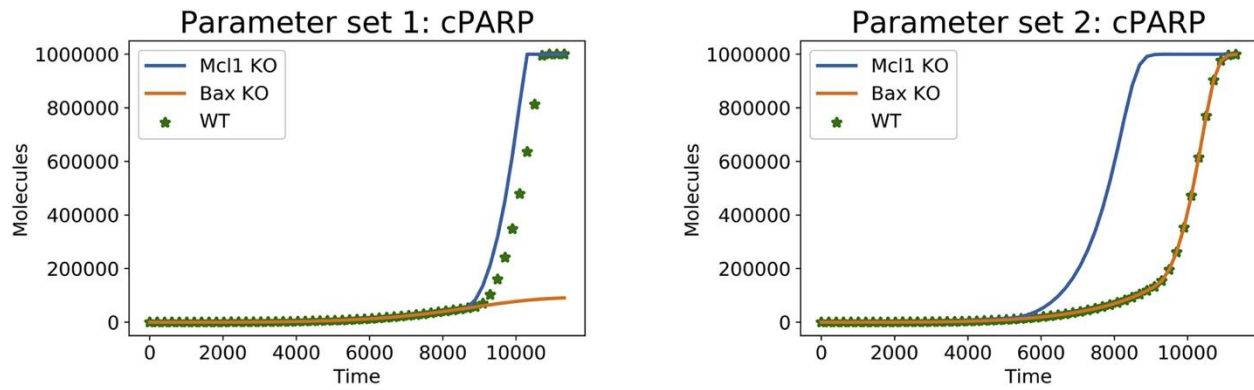 Parameter set 1: cPARP
1000000
800000
600000
400000
200000
0
Molecules
Mcl1 KO
Bax KO
WT
0 2000 4000 6000 8000 10000
Time
Parameter set 2: cPARP
1000000
800000
600000
400000
200000
0
Molecules
Mcl1 KO
Bax KO
WT
0 2000 4000 6000 8000 10000
Time